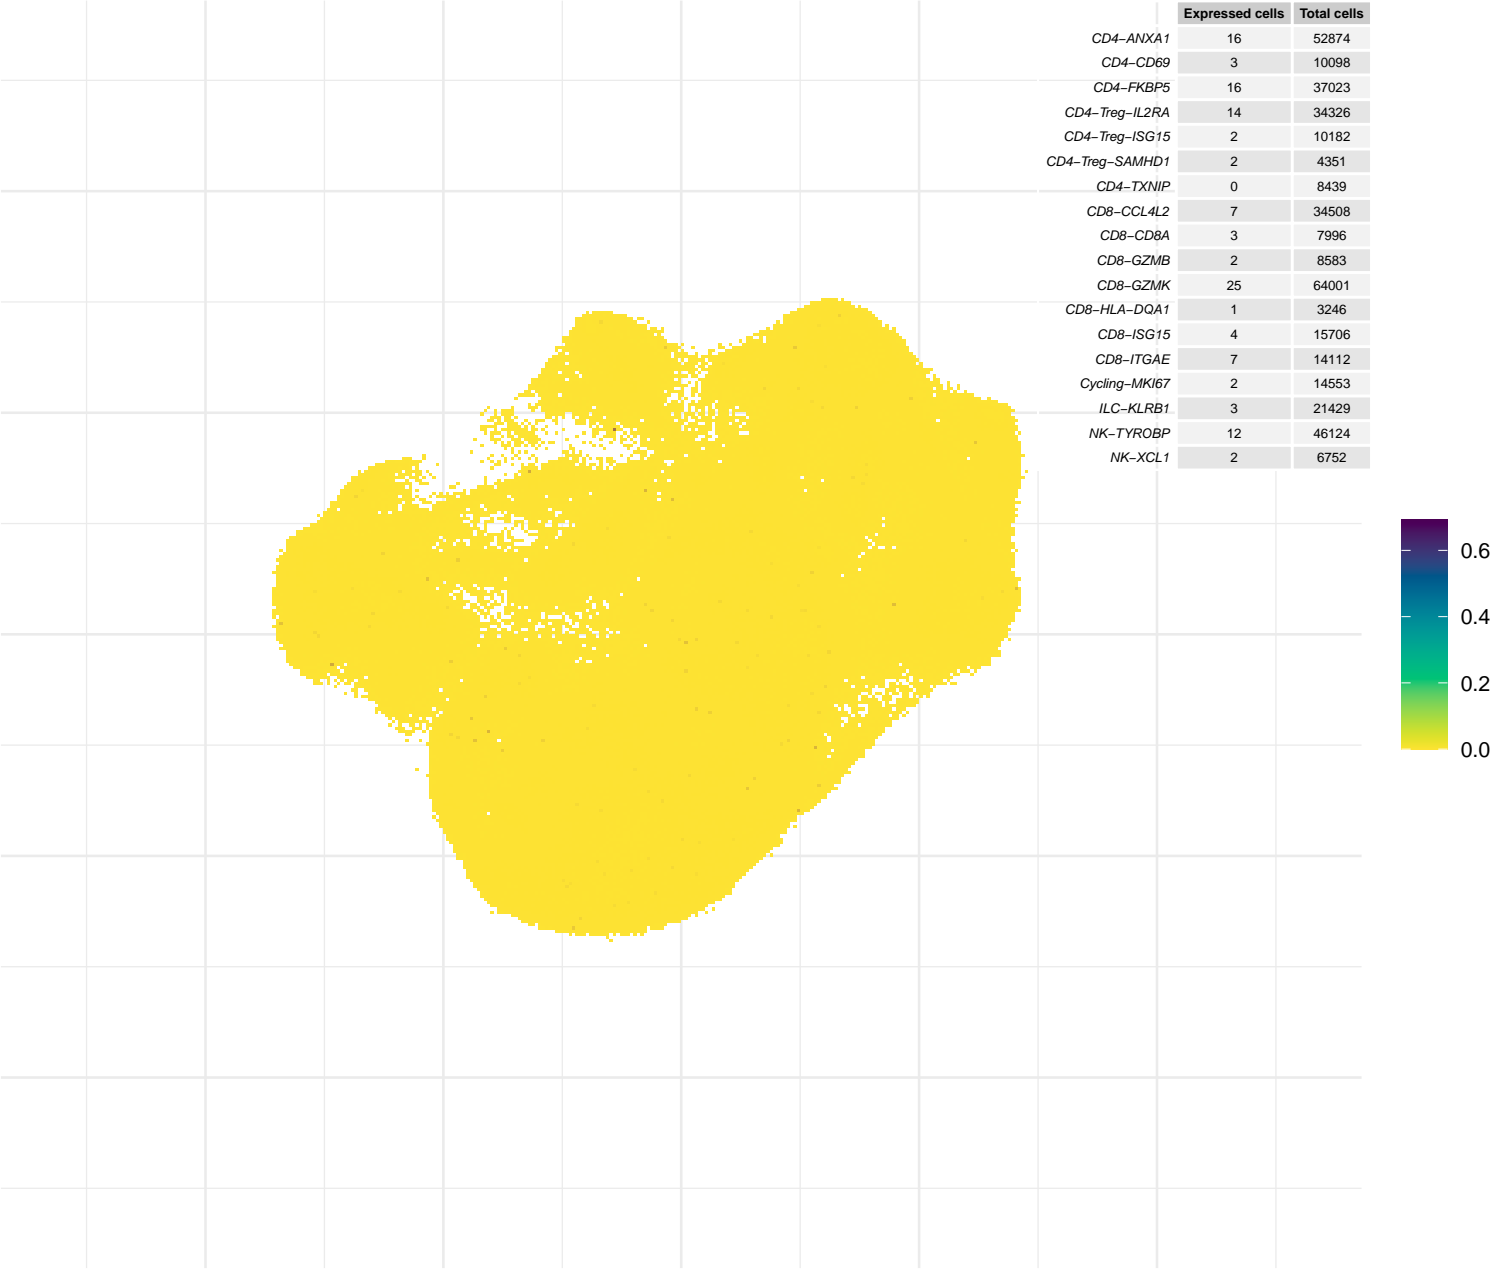 Expressed cells Total cells
CD4−ANXA1 16 52874
CD4−CD69 3 10098
CD4−FKBP5 16 37023
CD4−Treg−IL2RA 14 34326
CD4−Treg−ISG15 2 10182
CD4−Treg−SAMHD1 2 4351
CD4−TXNIP 0 8439
CD8−CCL4L2 7 34508
CD8−CD8A 3 7996
CD8−GZMB 2 8583
CD8−GZMK 25 64001
CD8−HLA−DQA1 1 3246
CD8−ISG15 4 15706
CD8−ITGAE 7 14112
Cycling−MKI67 2 14553
ILC−KLRB1 3 21429
NK−TYROBP 12 46124
NK−XCL1 2 6752
0.6
0.4
0.2
0.0